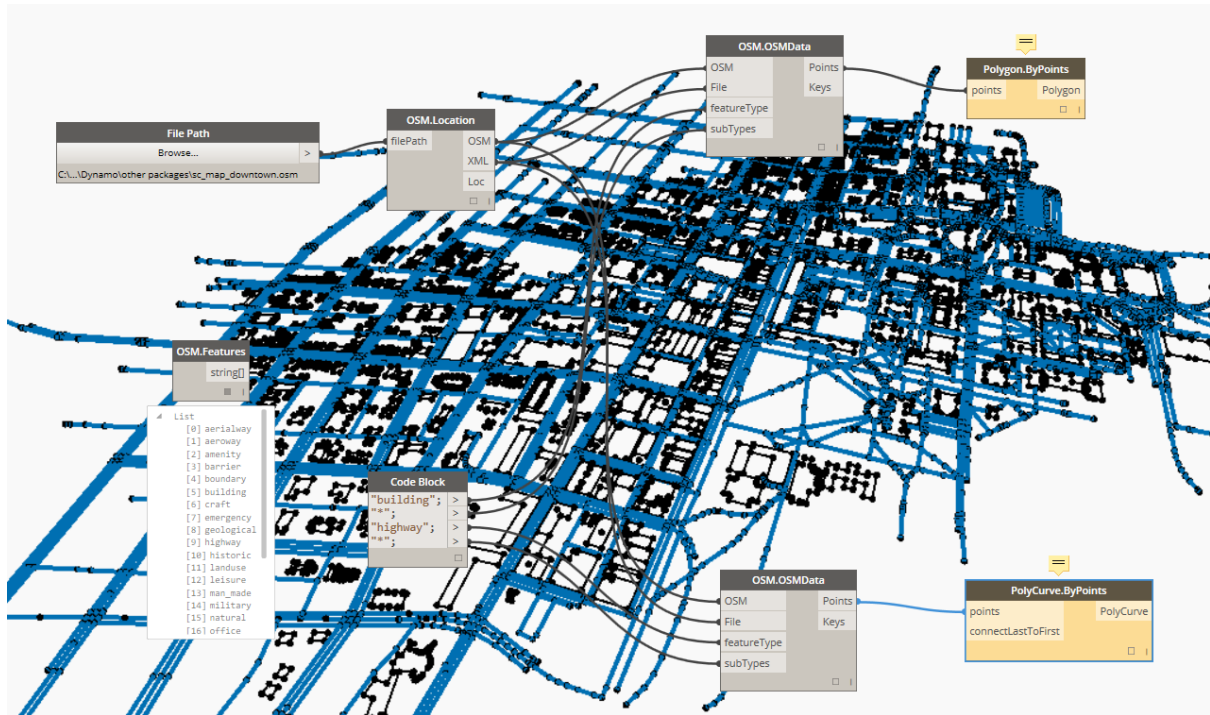 File Path
Browse...
>
C:\...\Dynamo\other packages\sc_map_downtown.osm
OSM.Location
filePath
OSM
XML
Loc
OSM.OSMData
OSM
Points
File
Keys
featureType
subTypes
Polygon.ByPoints
points
Polygon
OSM.Features
string[]
List
[0] aerialway
[1] aeroway
[2] amenity
[3] barrier
[4] boundary
[5] building
[6] craft
[7] emergency
[8] geological
[9] highway
[10] historic
[11] landuse
[12] leisure
[13] man_made
[14] military
[15] natural
[16] office
Code Block
"building"; >
"*"; >
"highway"; >
"*"; >
OSM.OSMData
OSM
Points
File
Keys
featureType
subTypes
PolyCurve.ByPoints
points
PolyCurve
connectLastToFirst